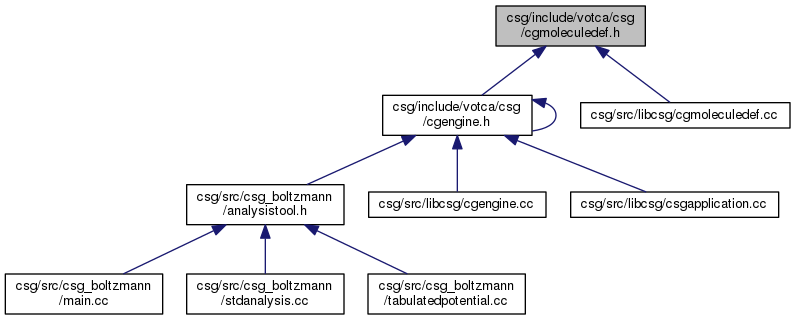 csg/include/votca/csg
/cgmoleculedef.h
csg/include/votca/csg
/cgengine.h
csg/src/libcsg/cgmoleculedef.cc
csg/src/csg_boltzmann
/analysistool.h
csg/src/libcsg/cgengine.cc
csg/src/libcsg/csgapplication.cc
csg/src/csg_boltzmann
/main.cc
csg/src/csg_boltzmann
/stdanalysis.cc
csg/src/csg_boltzmann
/tabulatedpotential.cc